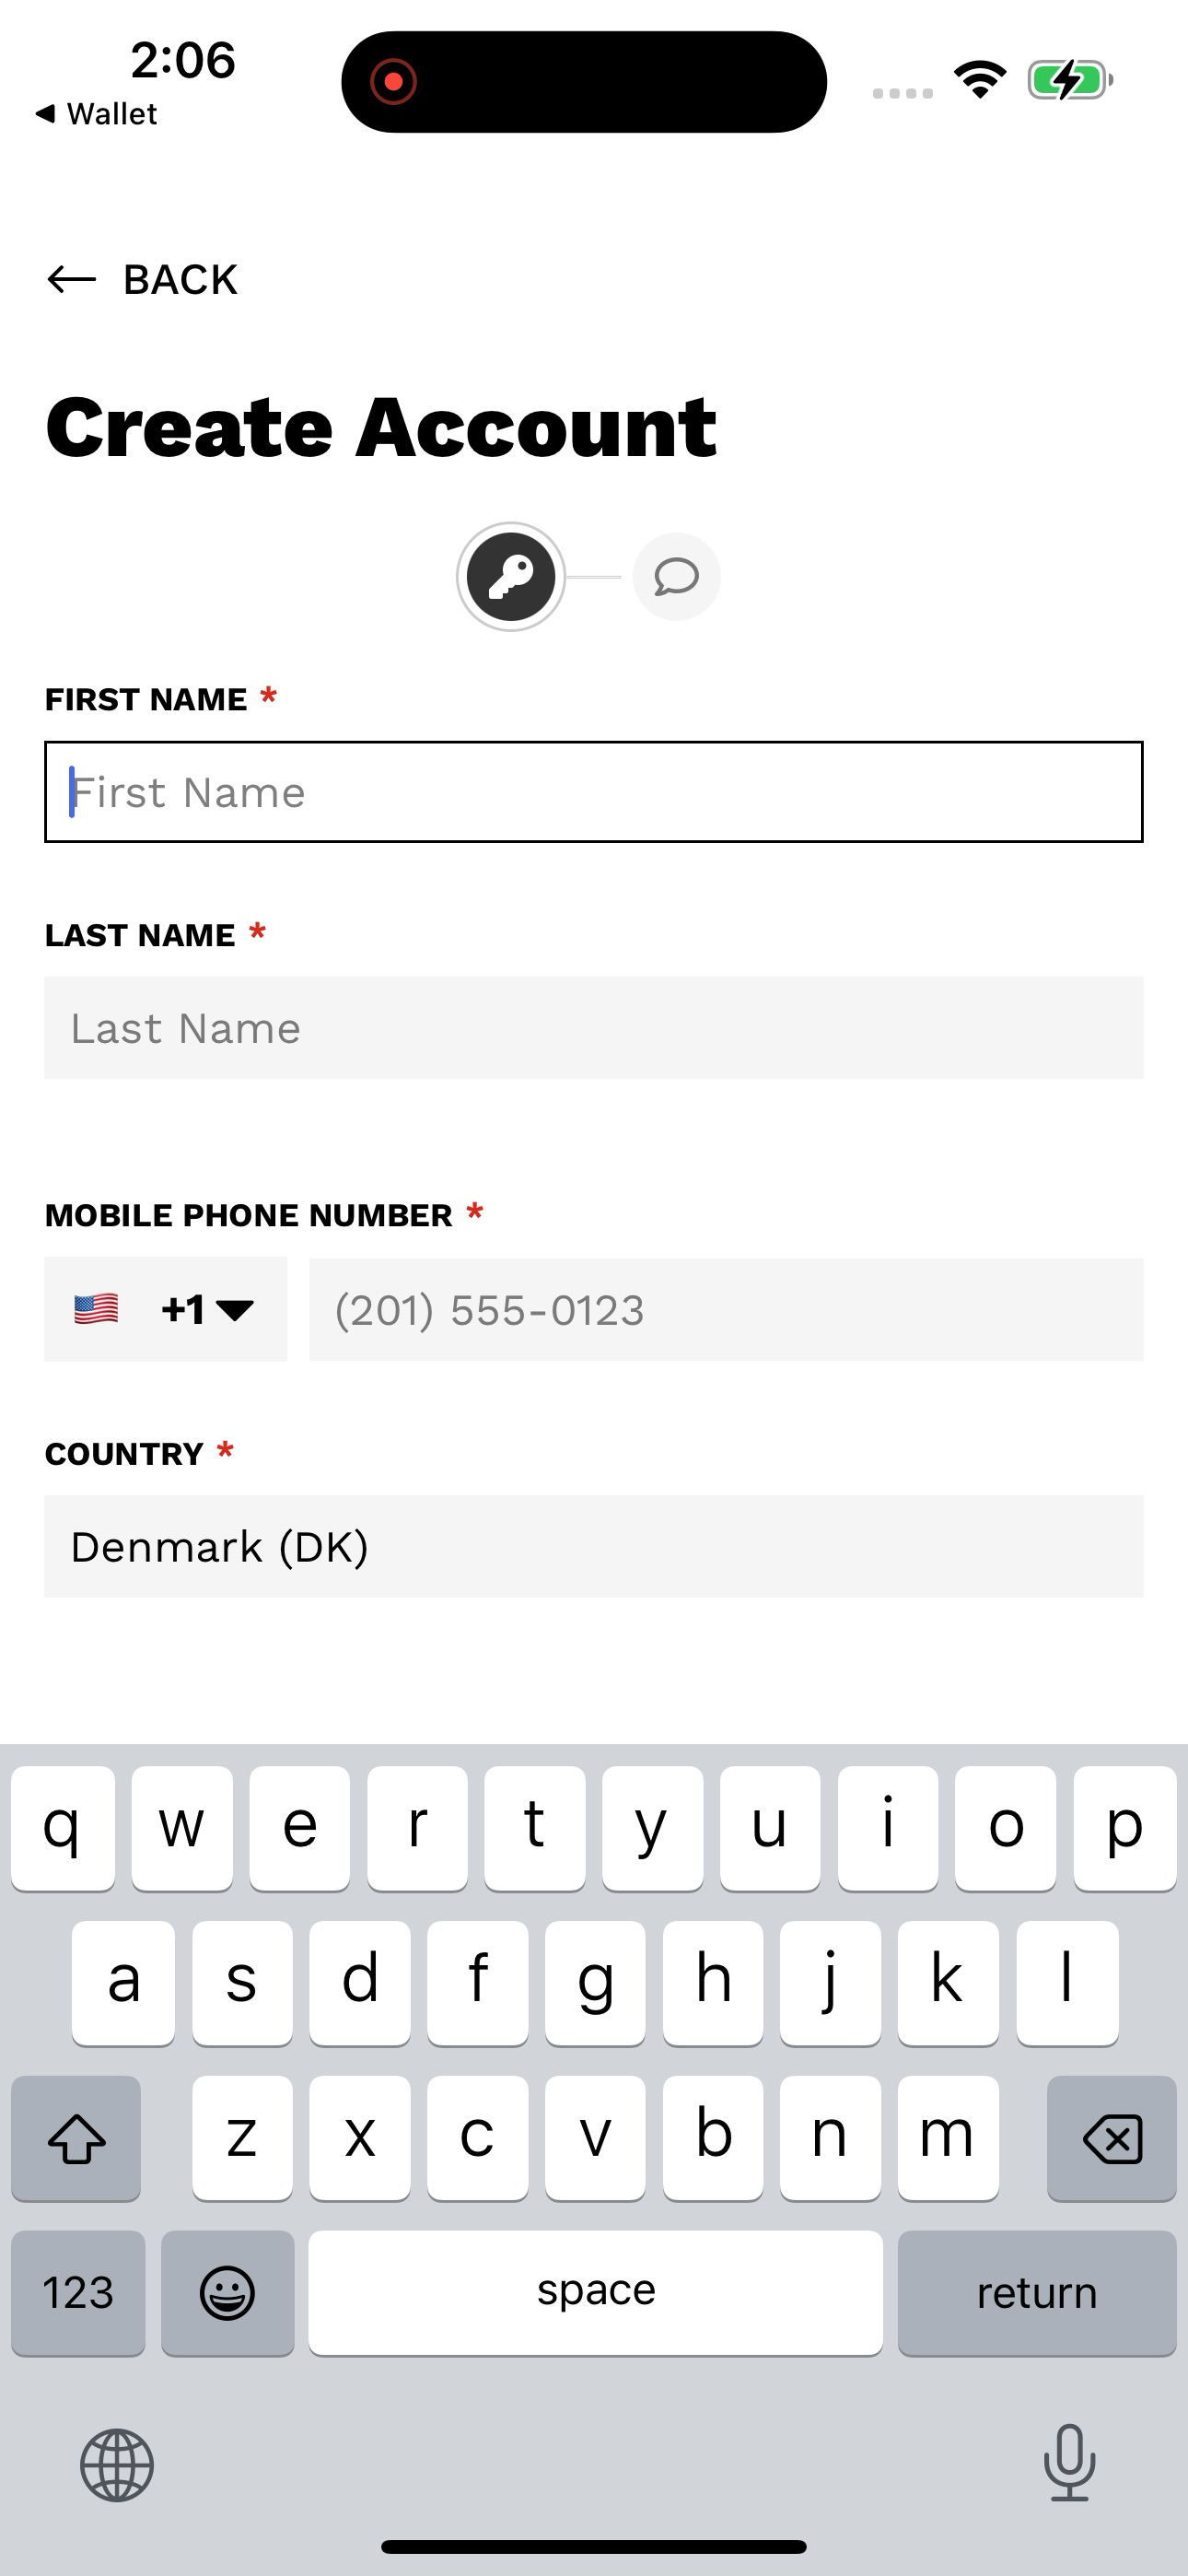 2:06
◀ Wallet
← BACK
Create Account
FIRST NAME *
First Name
LAST NAME *
Last Name
MOBILE PHONE NUMBER *
+1 (201) 555-0123
COUNTRY *
Denmark (DK)
q w e r t y u i o p
a s d f g h j k l
z x c v b n m
123 space return